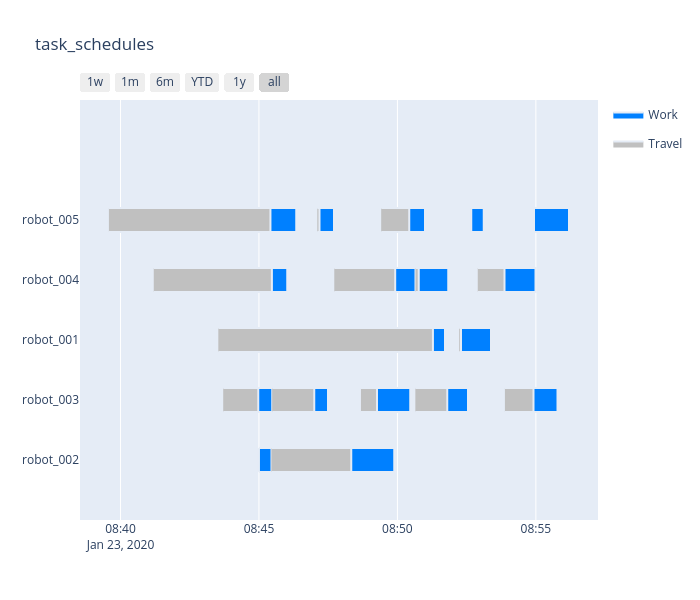 task_schedules
1w 1m 6m YTD 1y all
Work
Travel
robot_005
robot_004
robot_001
robot_003
robot_002
08:40 08:45 08:50 08:55
Jan 23, 2020